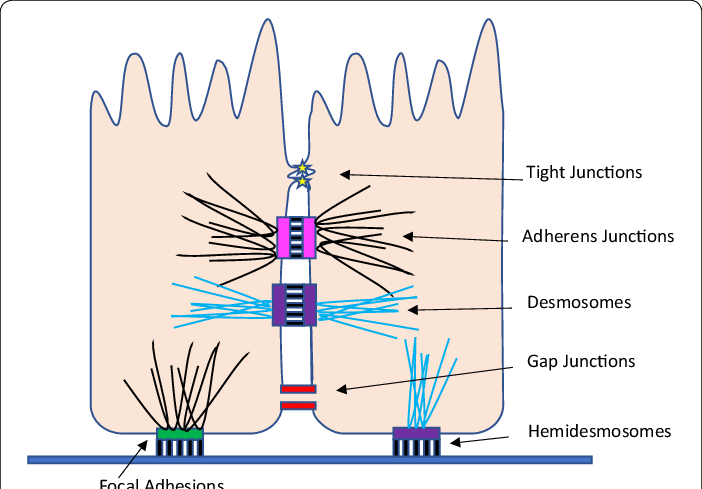 Tight Junctions
Adherens Junctions
Desmosomes
Gap Junctions
Hemidesmosomes
Focal Adhesions